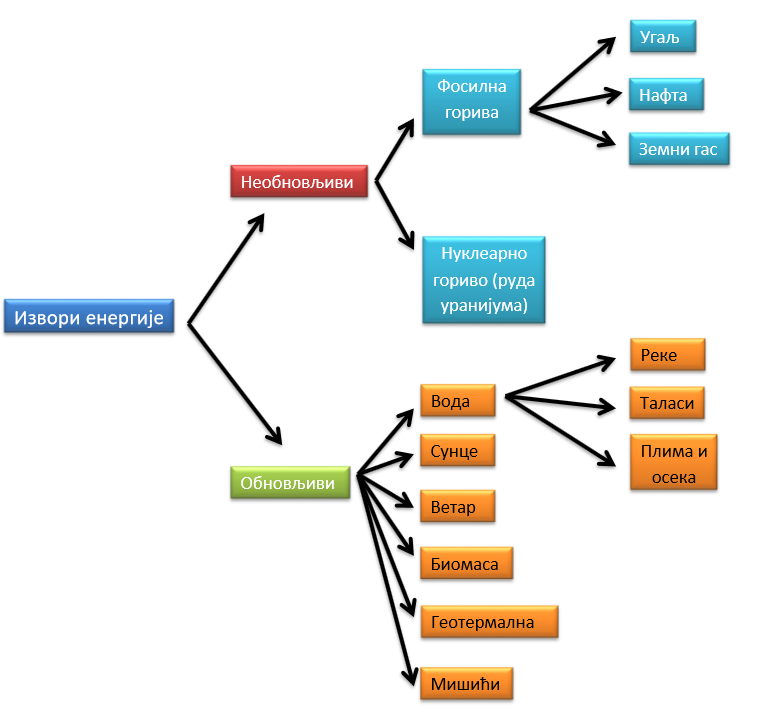 Извори енергије
Необновљиви
Фосилна
горива
Угаљ
Нафта
Земни гас
Нуклеарно
гориво (руда
уранијума)
Обновљиви
Вода
Реке
Таласи
Плима и
осека
Сунце
Ветар
Биомаса
Геотермална
Мишићи